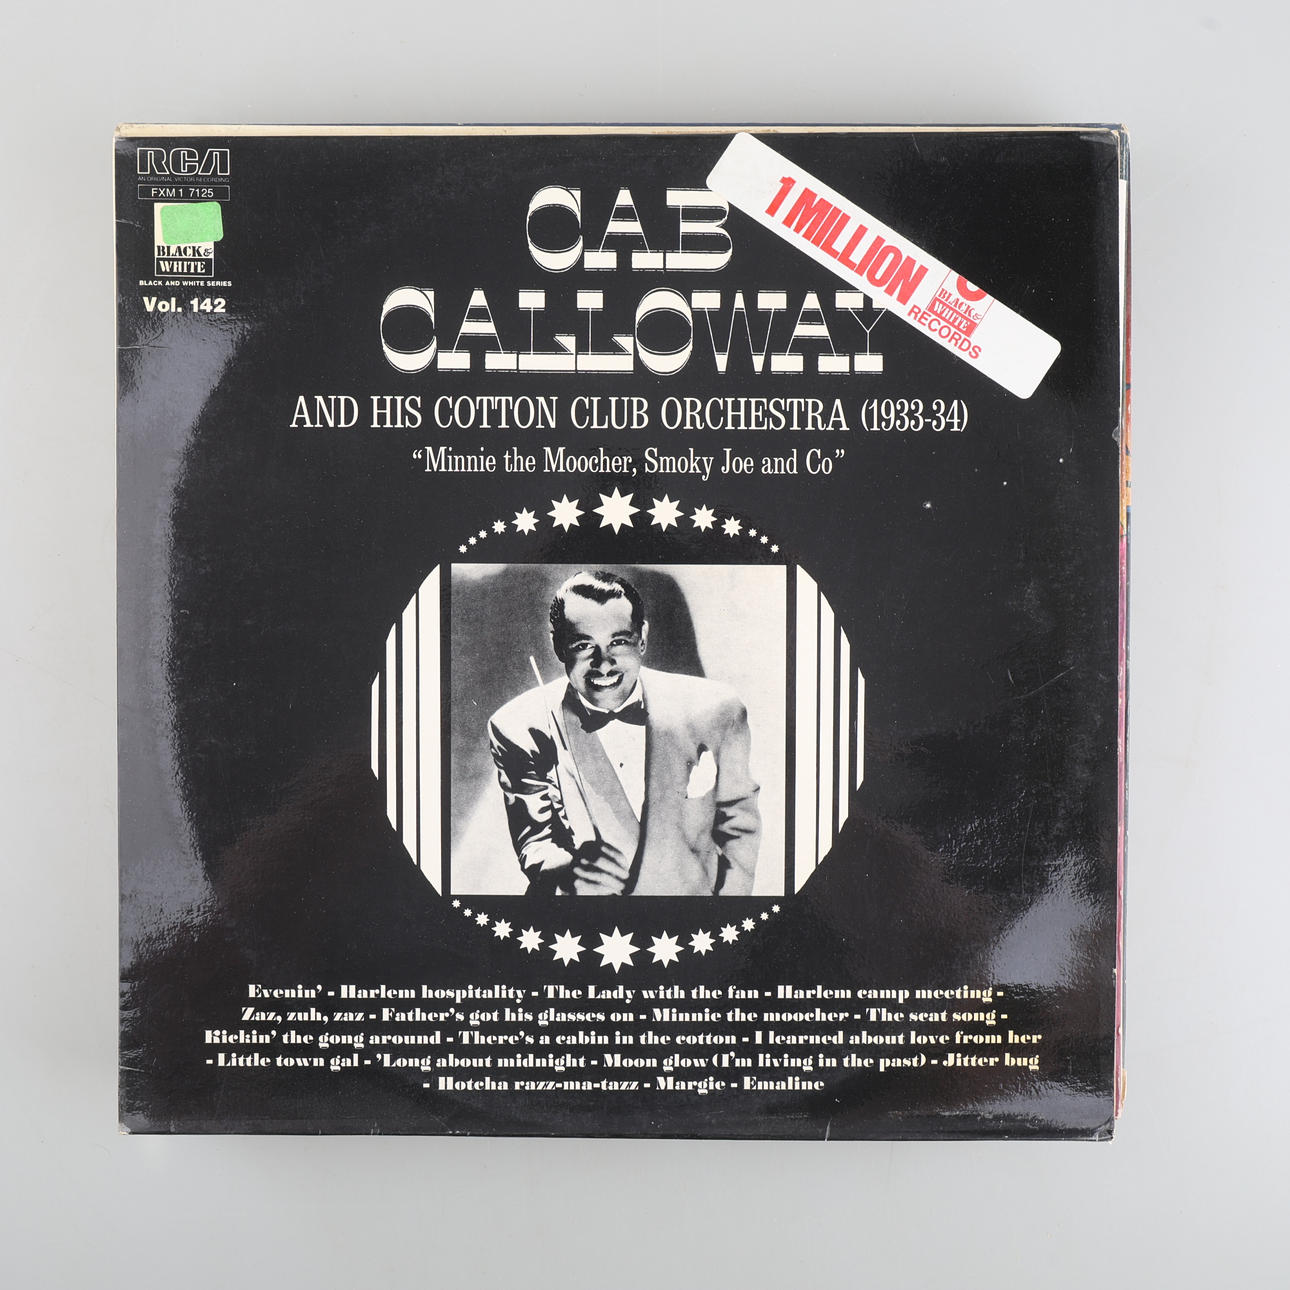 RCA
AN ORIGINAL VICTOR RECORDING
FXM 1 7125
BLACK &
WHITE
BLACK AND WHITE SERIES
Vol. 142
CAB
CALLOWAY
1 MILLION
BLACK &
WHITE
RECORDS
AND HIS COTTON CLUB ORCHESTRA (1933-34)
“Minnie the Moocher, Smoky Joe and Co”
Evenin’ - Harlem hospitality - The Lady with the fan - Harlem camp meeting -
Zaz, zuh, zaz - Father’s got his glasses on - Minnie the moocher - The scat song -
Kickin’ the gong around - There’s a cabin in the cotton - I learned about love from her
- Little town gal - ’Long about midnight - Moon glow (I’m living in the past) - Jitter bug
- Hotcha razz-ma-tazz - Margie - Emaline